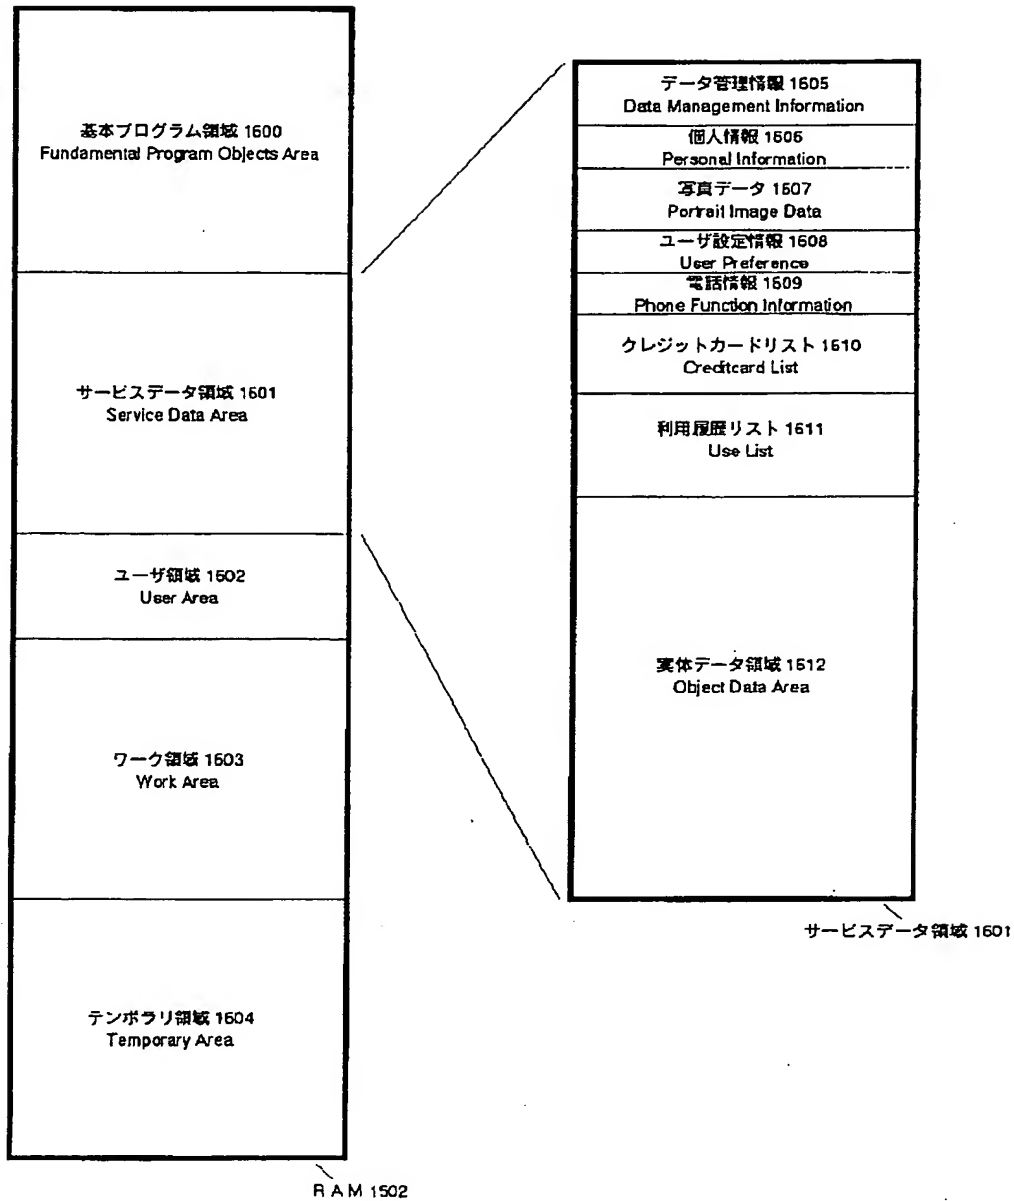 基本プログラム領域 1600
Fundamental Program Objects Area
サービスデータ領域 1601
Service Data Area
ユーザ領域 1602
User Area
ワーク領域 1603
Work Area
テンポラリ領域 1604
Temporary Area
RAM 1502
データ管理情報 1605
Data Management Information
個人情報 1606
Personal Information
写真データ 1607
Portrait Image Data
ユーザ設定情報 1608
User Preference
電話情報 1609
Phone Function Information
クレジットカードリスト 1610
Creditcard List
利用履歴リスト 1611
Use List
実体データ領域 1612
Object Data Area
サービスデータ領域 1601